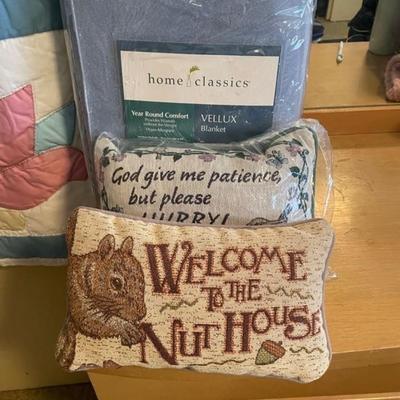 home classics
Year Round Comfort
VELLUX
Blanket
God give me patience,
but please
HURRY!
WELCOME
TO THE
NUT HOUSE